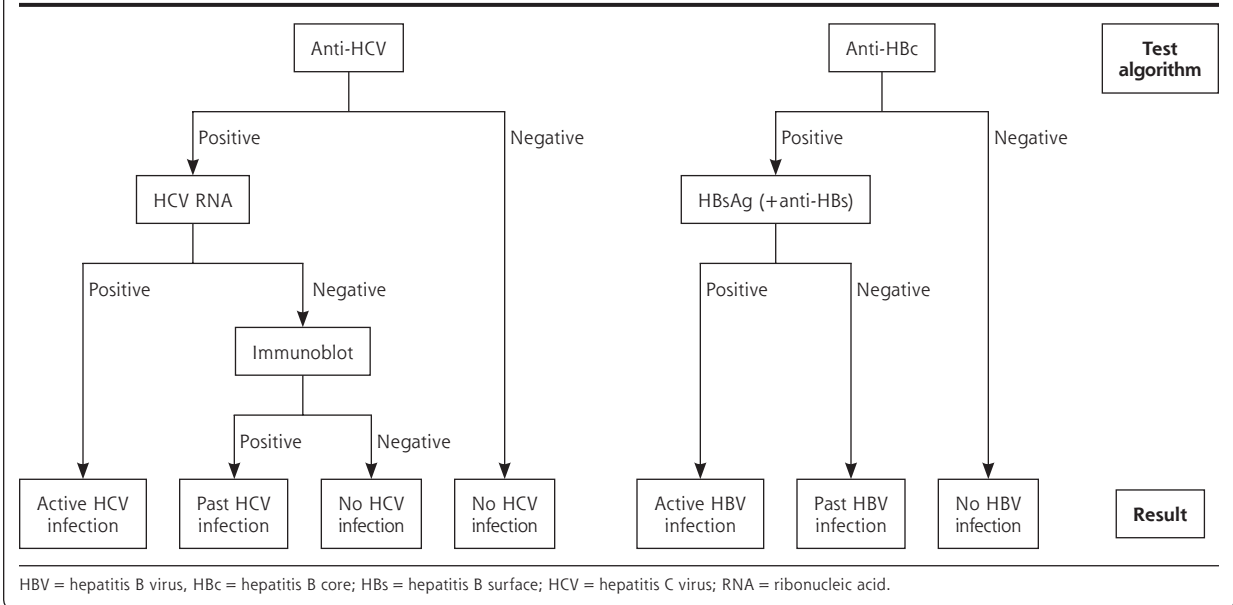 Anti-HCV
Anti-HBc
Test
algorithm
Positive
Negative
Positive
Negative
HCV RNA
HBsAg (+anti-HBs)
Positive
Negative
Positive
Negative
Immunoblot
Positive
Negative
Active HCV
infection
Past HCV
infection
No HCV
infection
No HCV
infection
Active HBV
infection
Past HBV
infection
No HBV
infection
Result
HBV = hepatitis B virus, HBc = hepatitis B core; HBs = hepatitis B surface; HCV = hepatitis C virus; RNA = ribonucleic acid.